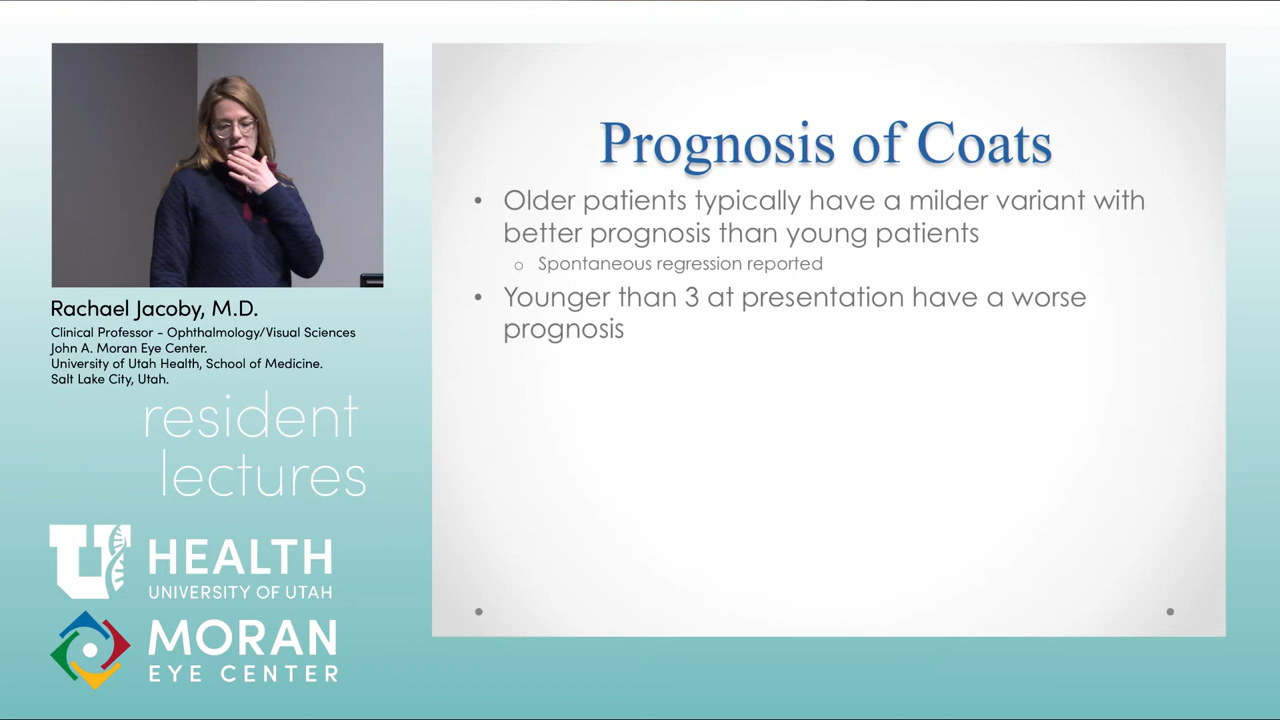 Rachael Jacoby, M.D.
Clinical Professor - Ophthalmology/Visual Sciences
John A. Moran Eye Center.
University of Utah Health, School of Medicine.
Salt Lake City, Utah.
resident
lectures
U HEALTH
UNIVERSITY OF UTAH
MORAN
EYE CENTER
Prognosis of Coats
• Older patients typically have a milder variant with
better prognosis than young patients
o Spontaneous regression reported
• Younger than 3 at presentation have a worse
prognosis